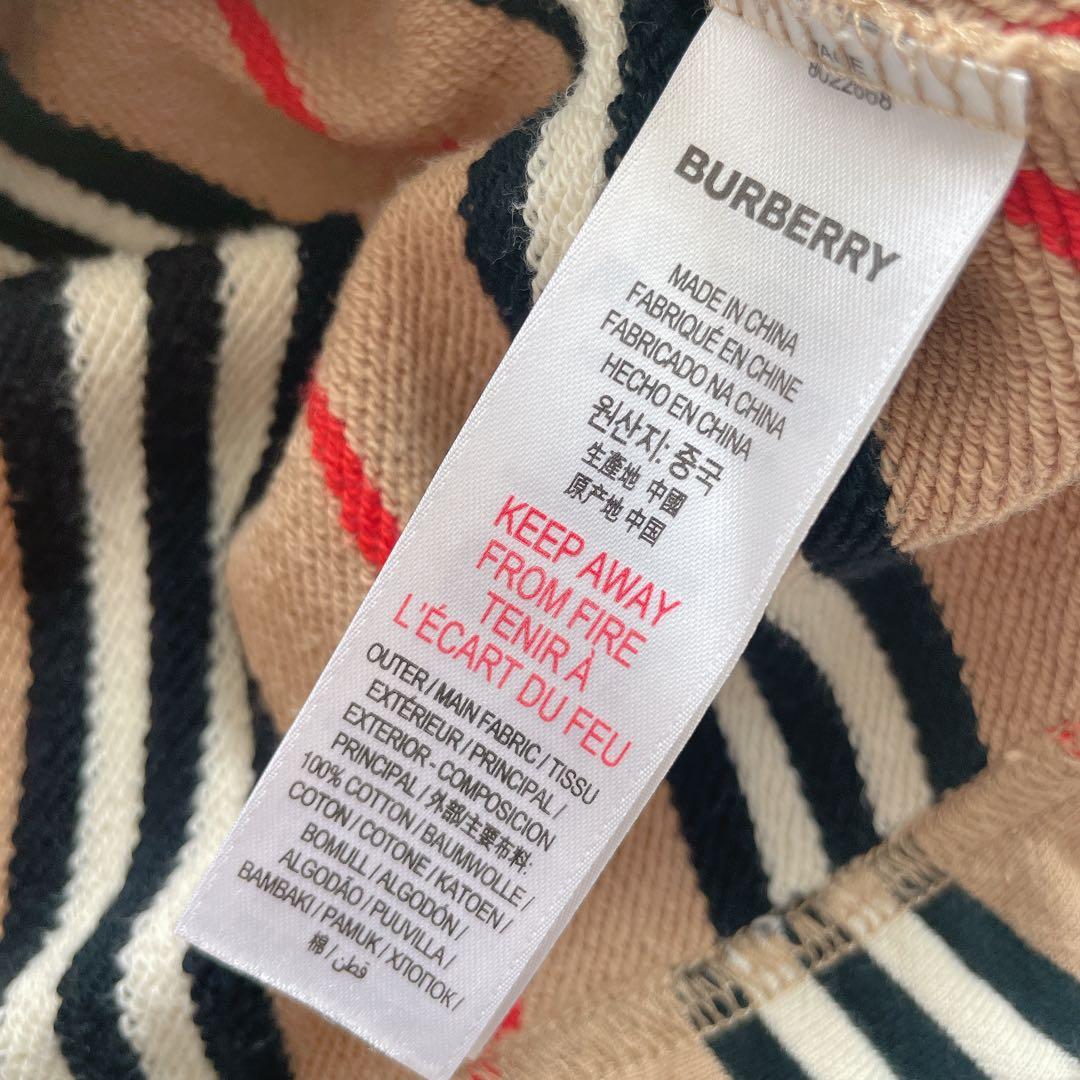 8022668
BURBERRY
MADE IN CHINA
FABRIQUÉ EN CHINE
FABRICADO NA CHINA
HECHO EN CHINA
원산지: 중국
生產地 中國
原产地 中国
KEEP AWAY
FROM FIRE
TENIR À
L'ÉCART DU FEU
OUTER / MAIN FABRIC / TISSU
EXTÉRIEUR / PRINCIPAL /
EXTERIOR - COMPOSICION
PRINCIPAL / 外部主要布料:
100% COTTON / BAUMWOLLE /
COTON / COTONE / KATOEN /
BOMULL / ALGODÓN /
ALGODÃO / PUUVILLA /
BAMBAKI / PAMUK / ХЛОПОК /
棉 / قطن /